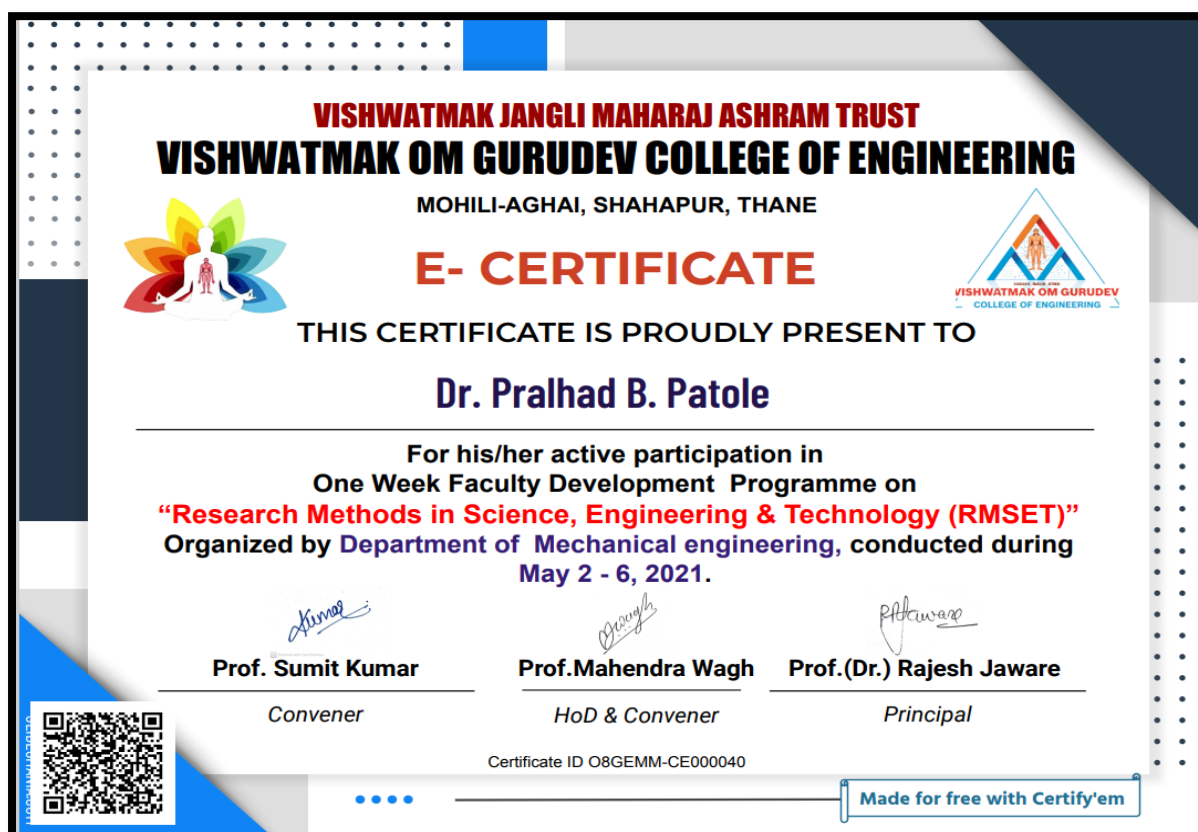 VISHWATMAK JANGLI MAHARAJ ASHRAM TRUST
VISHWATMAK OM GURUDEV COLLEGE OF ENGINEERING
MOHILI-AGHAI, SHAHAPUR, THANE
E- CERTIFICATE
VISHWATMAK OM GURUDEV
COLLEGE OF ENGINEERING
THIS CERTIFICATE IS PROUDLY PRESENT TO
Dr. Pralhad B. Patole
For his/her active participation in
One Week Faculty Development Programme on
“Research Methods in Science, Engineering & Technology (RMSET)”
Organized by Department of Mechanical engineering, conducted during
May 2 - 6, 2021.
Prof. Sumit Kumar
Convener
Prof.Mahendra Wagh
HoD & Convener
Prof.(Dr.) Rajesh Jaware
Principal
Certificate ID O8GEMM-CE000040
Made for free with Certify'em